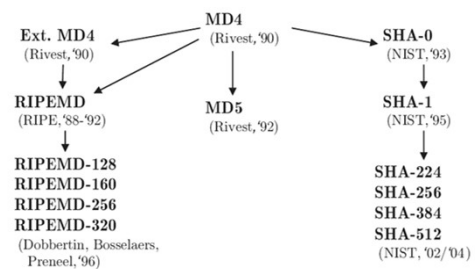 MD4
(Rivest,'90)
Ext. MD4
(Rivest,'90)
SHA-0
(NIST,'93)
RIPEMD
(RIPE,'88-'92)
MD5
(Rivest,'92)
SHA-1
(NIST,'95)
RIPEMD-128
RIPEMD-160
RIPEMD-256
RIPEMD-320
(Dobbertin, Bosselaers,
Preneel,'96)
SHA-224
SHA-256
SHA-384
SHA-512
(NIST, '02/'04)